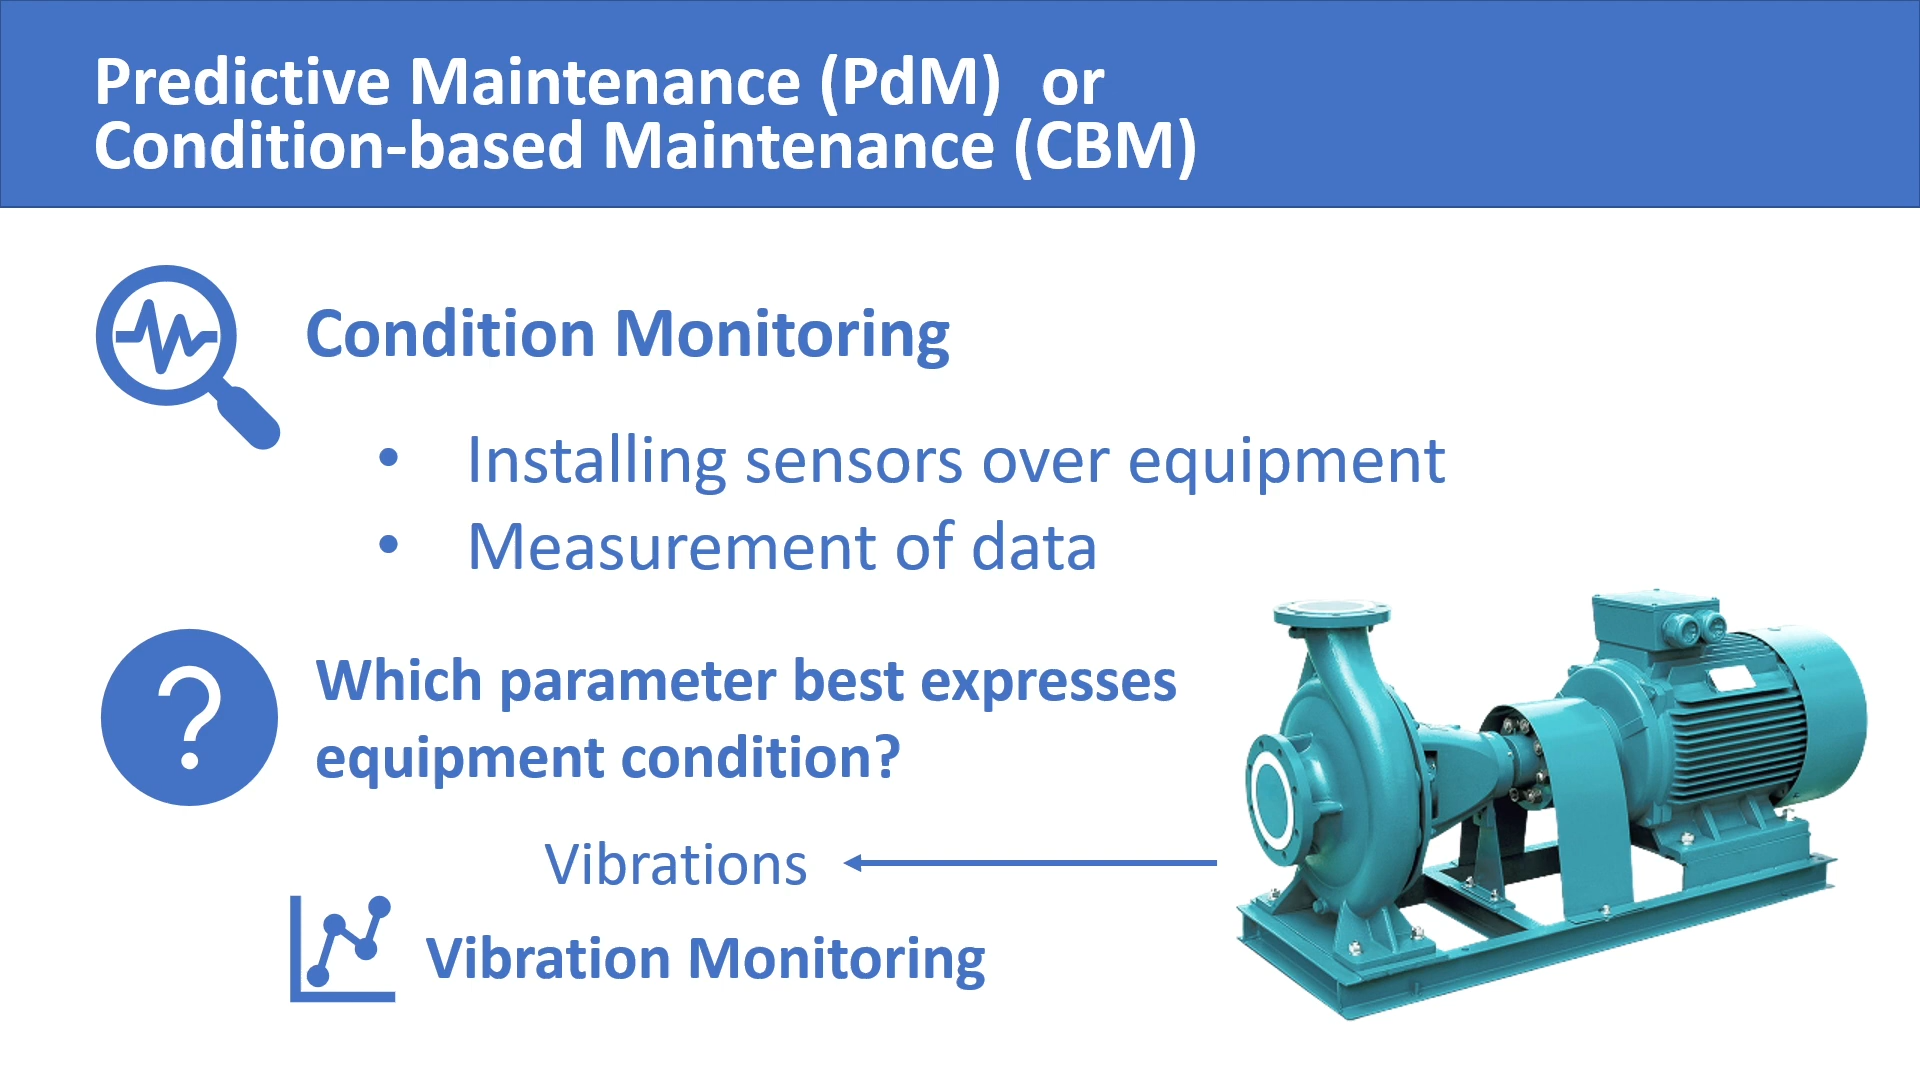 Predictive Maintenance (PdM) or
Condition-based Maintenance (CBM)
Condition Monitoring
• Installing sensors over equipment
• Measurement of data
?
Which parameter best expresses
equipment condition?
Vibrations
Vibration Monitoring